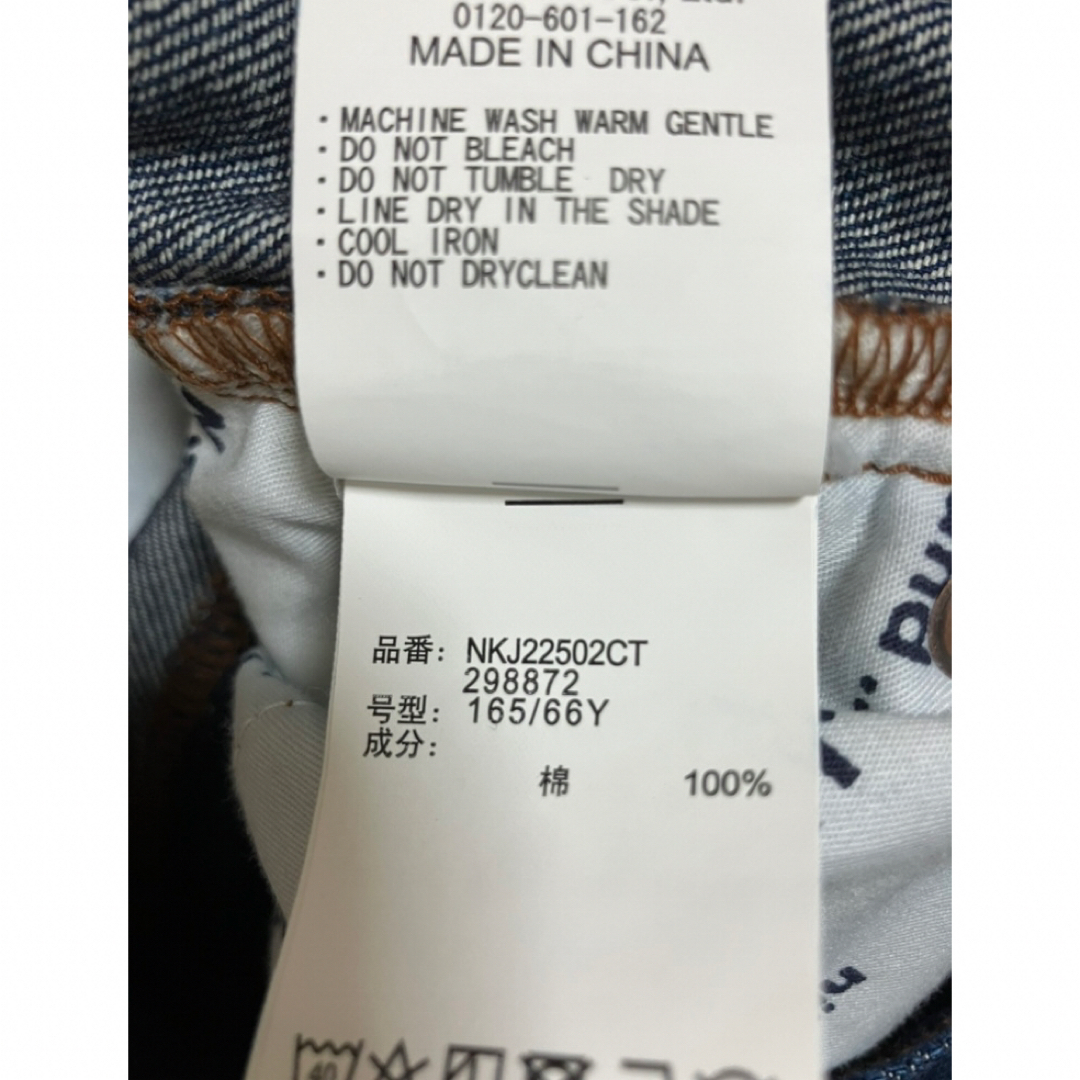 0120-601-162
MADE IN CHINA
・MACHINE WASH WARM GENTLE
・DO NOT BLEACH
・DO NOT TUMBLE DRY
・LINE DRY IN THE SHADE
・COOL IRON
・DO NOT DRYCLEAN
品番: NKJ22502CT
298872
号型: 165/66Y
成分:
棉 100%
40